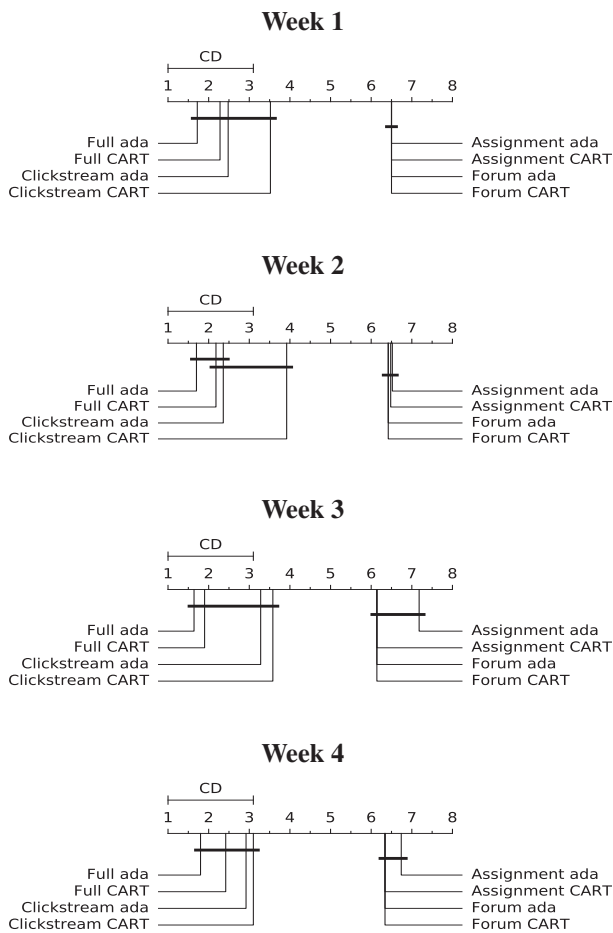 Week 1
CD
1 2 3 4 5 6 7 8
Full ada Assignment ada
Full CART Assignment CART
Clickstream ada Forum ada
Clickstream CART Forum CART
Week 2
CD
1 2 3 4 5 6 7 8
Full ada Assignment ada
Full CART Assignment CART
Clickstream ada Forum ada
Clickstream CART Forum CART
Week 3
CD
1 2 3 4 5 6 7 8
Full ada Assignment ada
Full CART Assignment CART
Clickstream ada Forum ada
Clickstream CART Forum CART
Week 4
CD
1 2 3 4 5 6 7 8
Full ada Assignment ada
Full CART Assignment CART
Clickstream ada Forum ada
Clickstream CART Forum CART